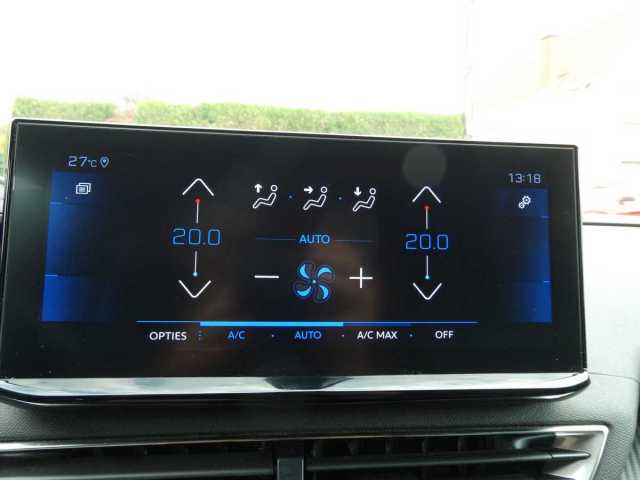 27°C
13:18
20.0
20.0
AUTO
OPTIES A/C AUTO A/C MAX OFF